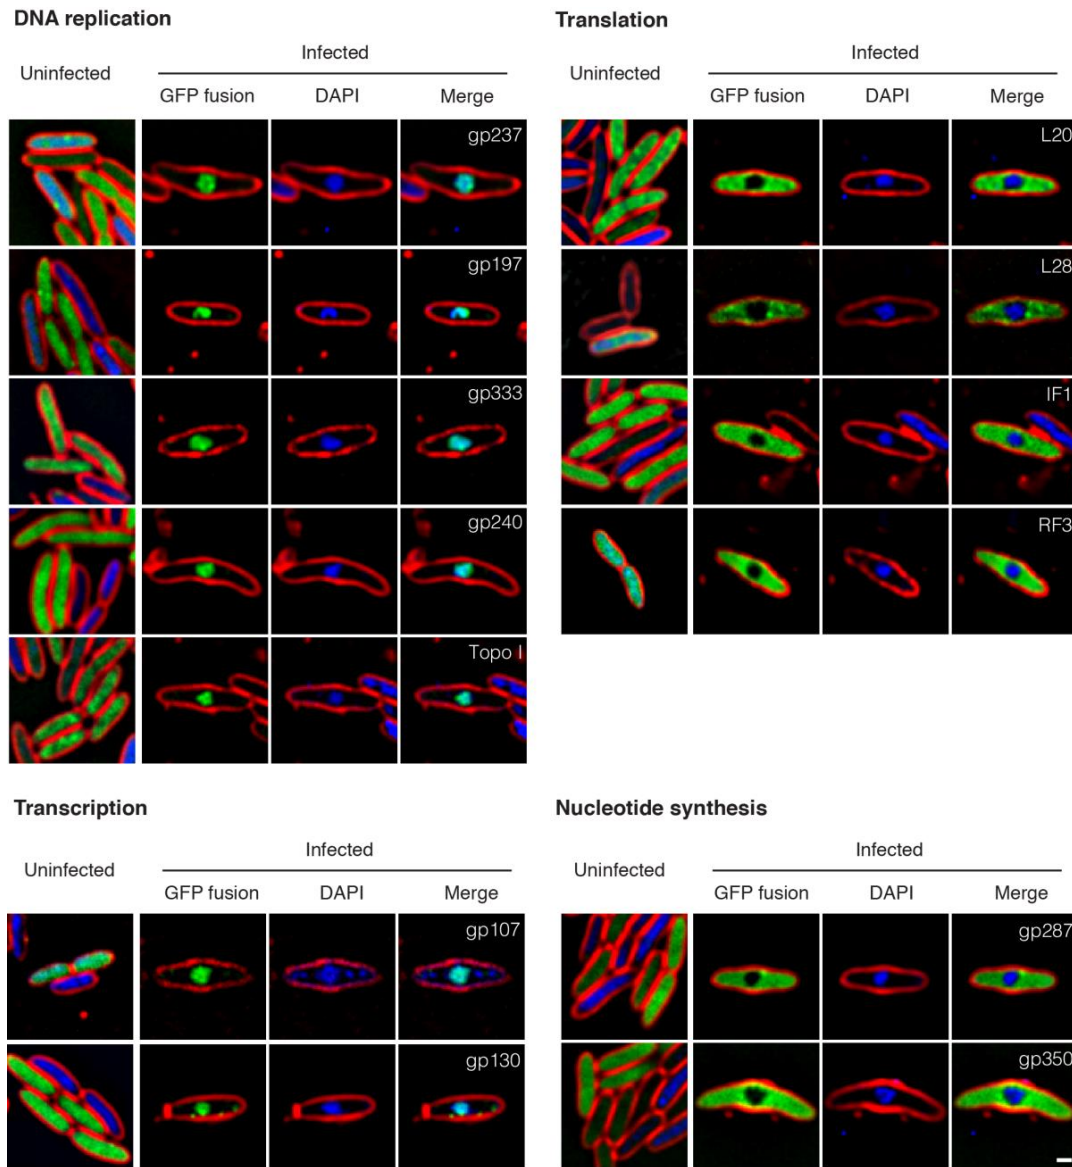 DNA replication
Infected
Uninfected
GFP fusion DAPI Merge
gp237
gp197
gp333
gp240
Topo I
Translation
Infected
Uninfected
GFP fusion DAPI Merge
L20
L28
IF1
RF3
Transcription
Infected
Uninfected
GFP fusion DAPI Merge
gp107
gp130
Nucleotide synthesis
Infected
Uninfected
GFP fusion DAPI Merge
gp287
gp350